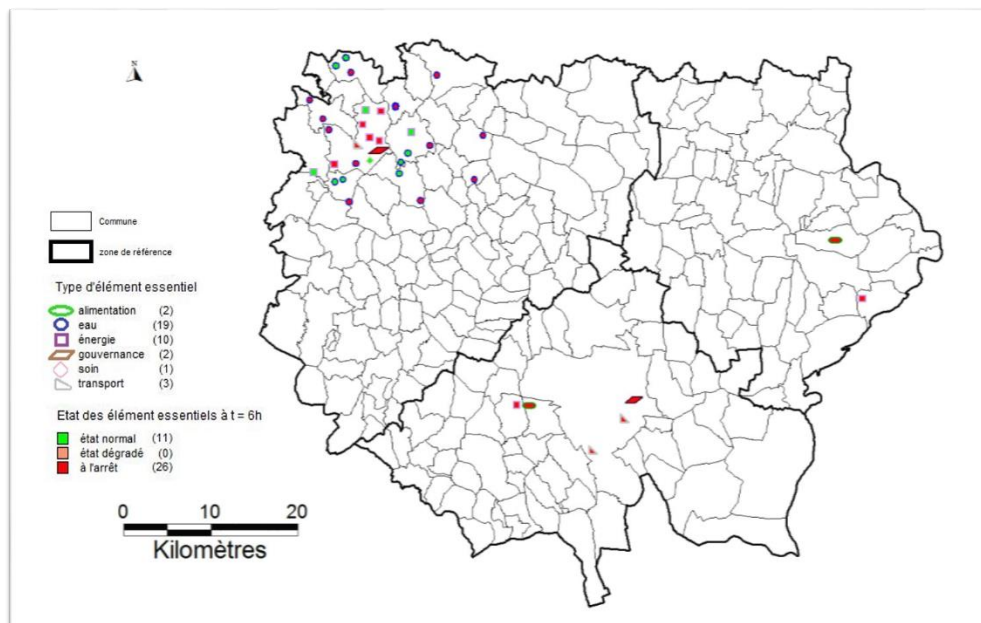 N
Commune
zone de référence
Type d'élément essentiel
alimentation (2)
eau (19)
énergie (10)
gouvernance (2)
soin (1)
transport (3)
Etat des élément essentiels à t = 6h
état normal (11)
état dégradé (0)
à l'arrêt (26)
0 10 20
Kilomètres